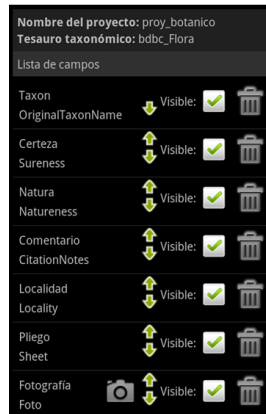 Nombre del proyecto: proy_botanico
Tesauro taxonómico: bdbc_Flora
Lista de campos
Taxon
OriginalTaxonName
Visible:
Certeza
Sureness
Visible:
Natura
Natureness
Visible:
Comentario
CitationNotes
Visible:
Localidad
Locality
Visible:
Pliego
Sheet
Visible:
Fotografía
Foto
Visible: